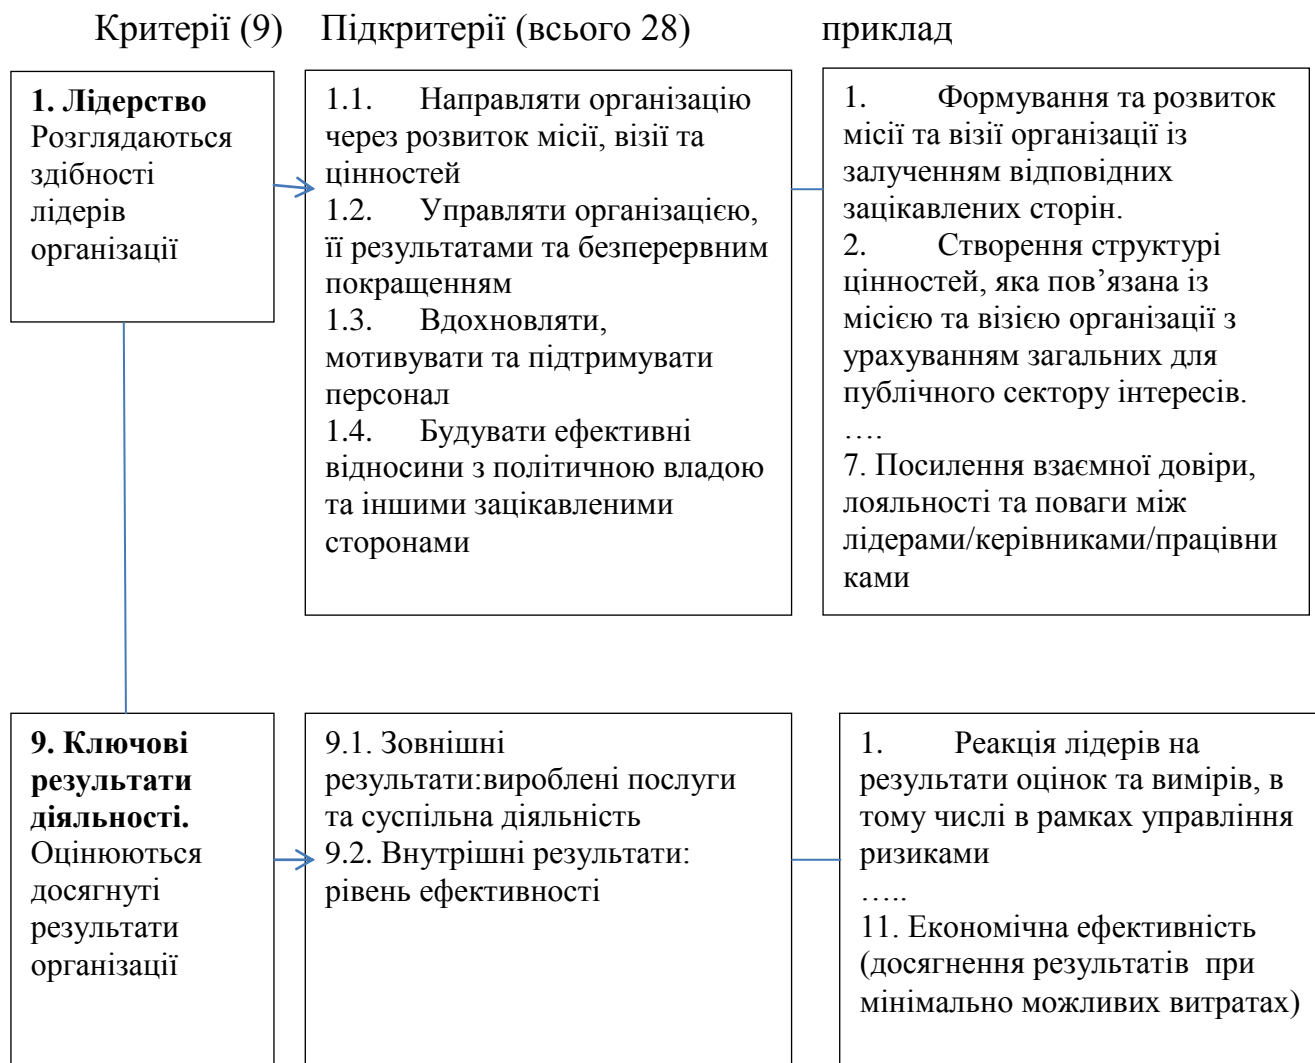 Критерії (9) Підкритерії (всього 28) приклад
1. Лідерство
Розглядаються
здібності
лідерів
організації
1.1. Направляти організацію
через розвиток місії, візії та
цінностей
1.2. Управляти організацією,
її результатами та безперервним
покращенням
1.3. Вдохновляти,
мотивувати та підтримувати
персонал
1.4. Будувати ефективні
відносини з політичною владою
та іншими зацікавленими
сторонами
1. Формування та розвиток
місії та візії організації із
залученням відповідних
зацікавлених сторін.
2. Створення структурі
цінностей, яка пов’язана із
місією та візією організації з
урахуванням загальних для
публічного сектору інтересів.
….
7. Посилення взаємної довіри,
лояльності та поваги між
лідерами/керівниками/працівни
ками
9. Ключові
результати
діяльності.
Оцінюються
досягнуті
результати
організації
9.1. Зовнішні
результати:вироблені послуги
та суспільна діяльність
9.2. Внутрішні результати:
рівень ефективності
1. Реакція лідерів на
результати оцінок та вимірів, в
тому числі в рамках управління
ризиками
…..
11. Економічна ефективність
(досягнення результатів при
мінімально можливих витратах)